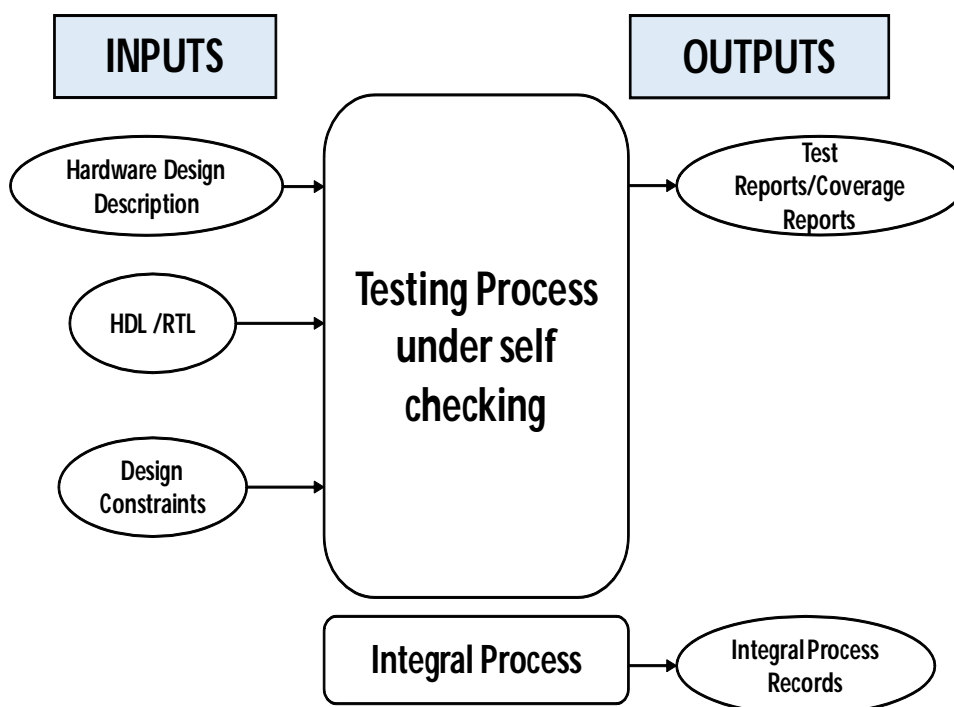 INPUTS
OUTPUTS
Hardware Design
Description
Test
Reports/Coverage
Reports
HDL /RTL
Testing Process
under self
checking
Design
Constraints
Integral Process
Integral Process
Records